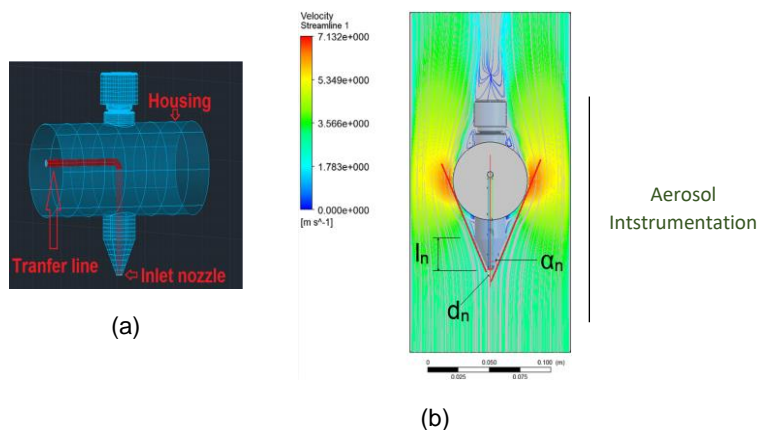 Housing
Tranfer line
Inlet nozzle
(a)
Velocity
Streamline 1
7.132e+000
5.349e+000
3.566e+000
1.783e+000
0.000e+000
[m s^-1]
lₙ
αₙ
dₙ
0
0.050
0.100 (m)
0.025
0.075
(b)
Aerosol
Intstrumentation